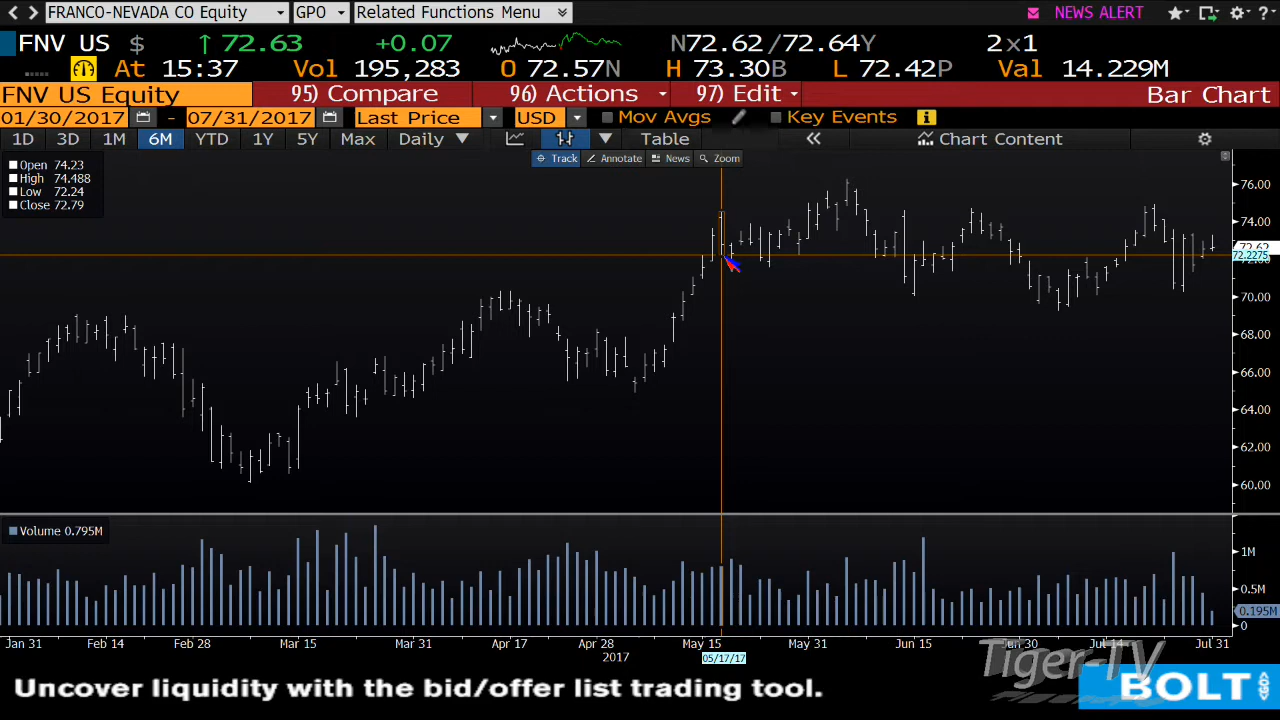 FRANCO-NEVADA CO Equity GPO Related Functions Menu NEWS ALERT ?
FNV US $ ↑ 72.63 +0.07 N72.62 /72.64Y 2x1
At 15:37 Vol 195,283 O 72.57N H 73.30B L 72.42P Val 14.229M
FNV US Equity 95) Compare 96) Actions 97) Edit Bar Chart
01/30/2017 - 07/31/2017 Last Price USD Mov Avgs Key Events
1D 3D 1M 6M YTD 1Y 5Y Max Daily Table « Chart Content
Track Annotate News Zoom
Open 74.23
High 74.488
Low 72.24
Close 72.79
76.00
74.00
72.62
72.2275
70.00
68.00
66.00
64.00
62.00
60.00
Volume 0.795M
1M
0.5M
0.195M
0
Jan 31 Feb 14 Feb 28 Mar 15 Mar 31 Apr 17 Apr 28 May 15 May 31 Jun 15 Jun 30 Jul 14 Jul 31
2017 05/17/17
Tiger-TV
Uncover liquidity with the bid/offer list trading tool. BOLT